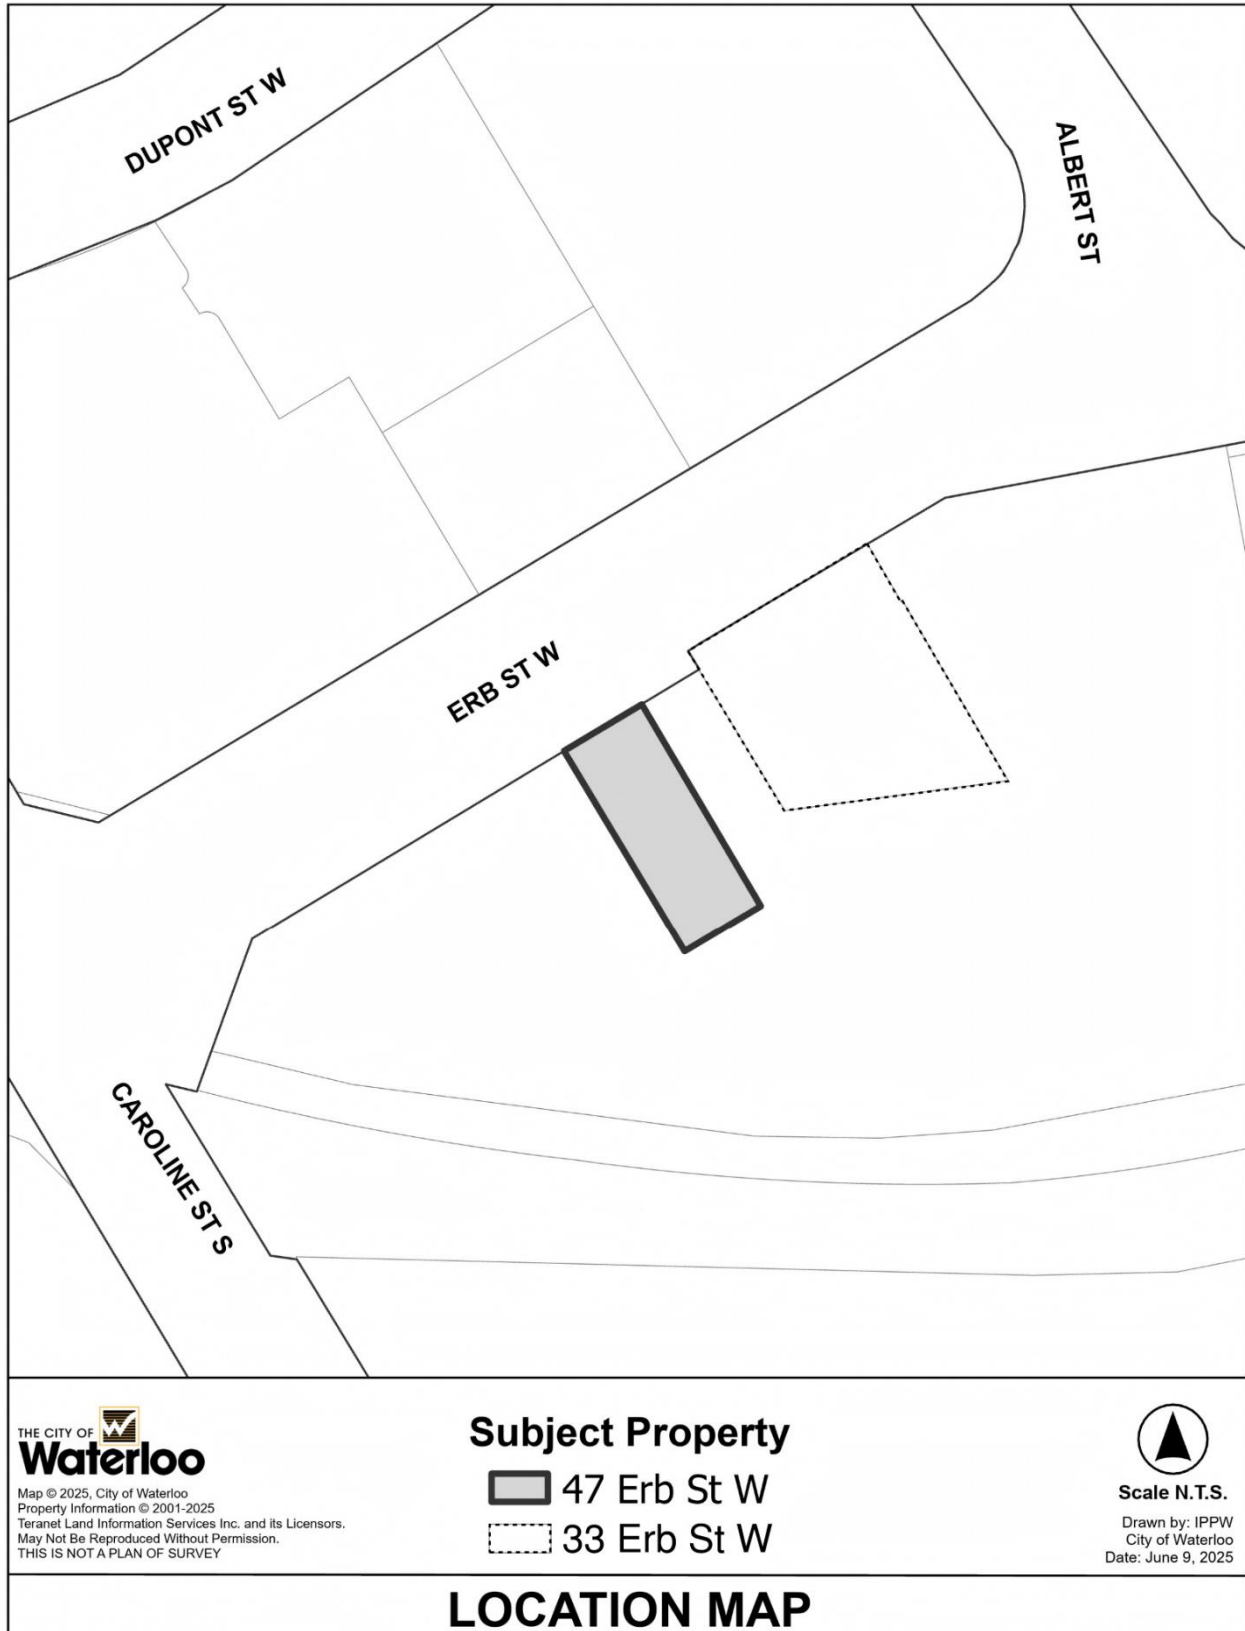 DUPONT ST W
ALBERT ST
ERB ST W
CAROLINE ST S
THE CITY OF
Waterloo
Map © 2025, City of Waterloo
Property Information © 2001-2025
Teranet Land Information Services Inc. and its Licensors.
May Not Be Reproduced Without Permission.
THIS IS NOT A PLAN OF SURVEY
Subject Property
47 Erb St W
33 Erb St W
Scale N.T.S.
Drawn by: IPPW
City of Waterloo
Date: June 9, 2025
LOCATION MAP